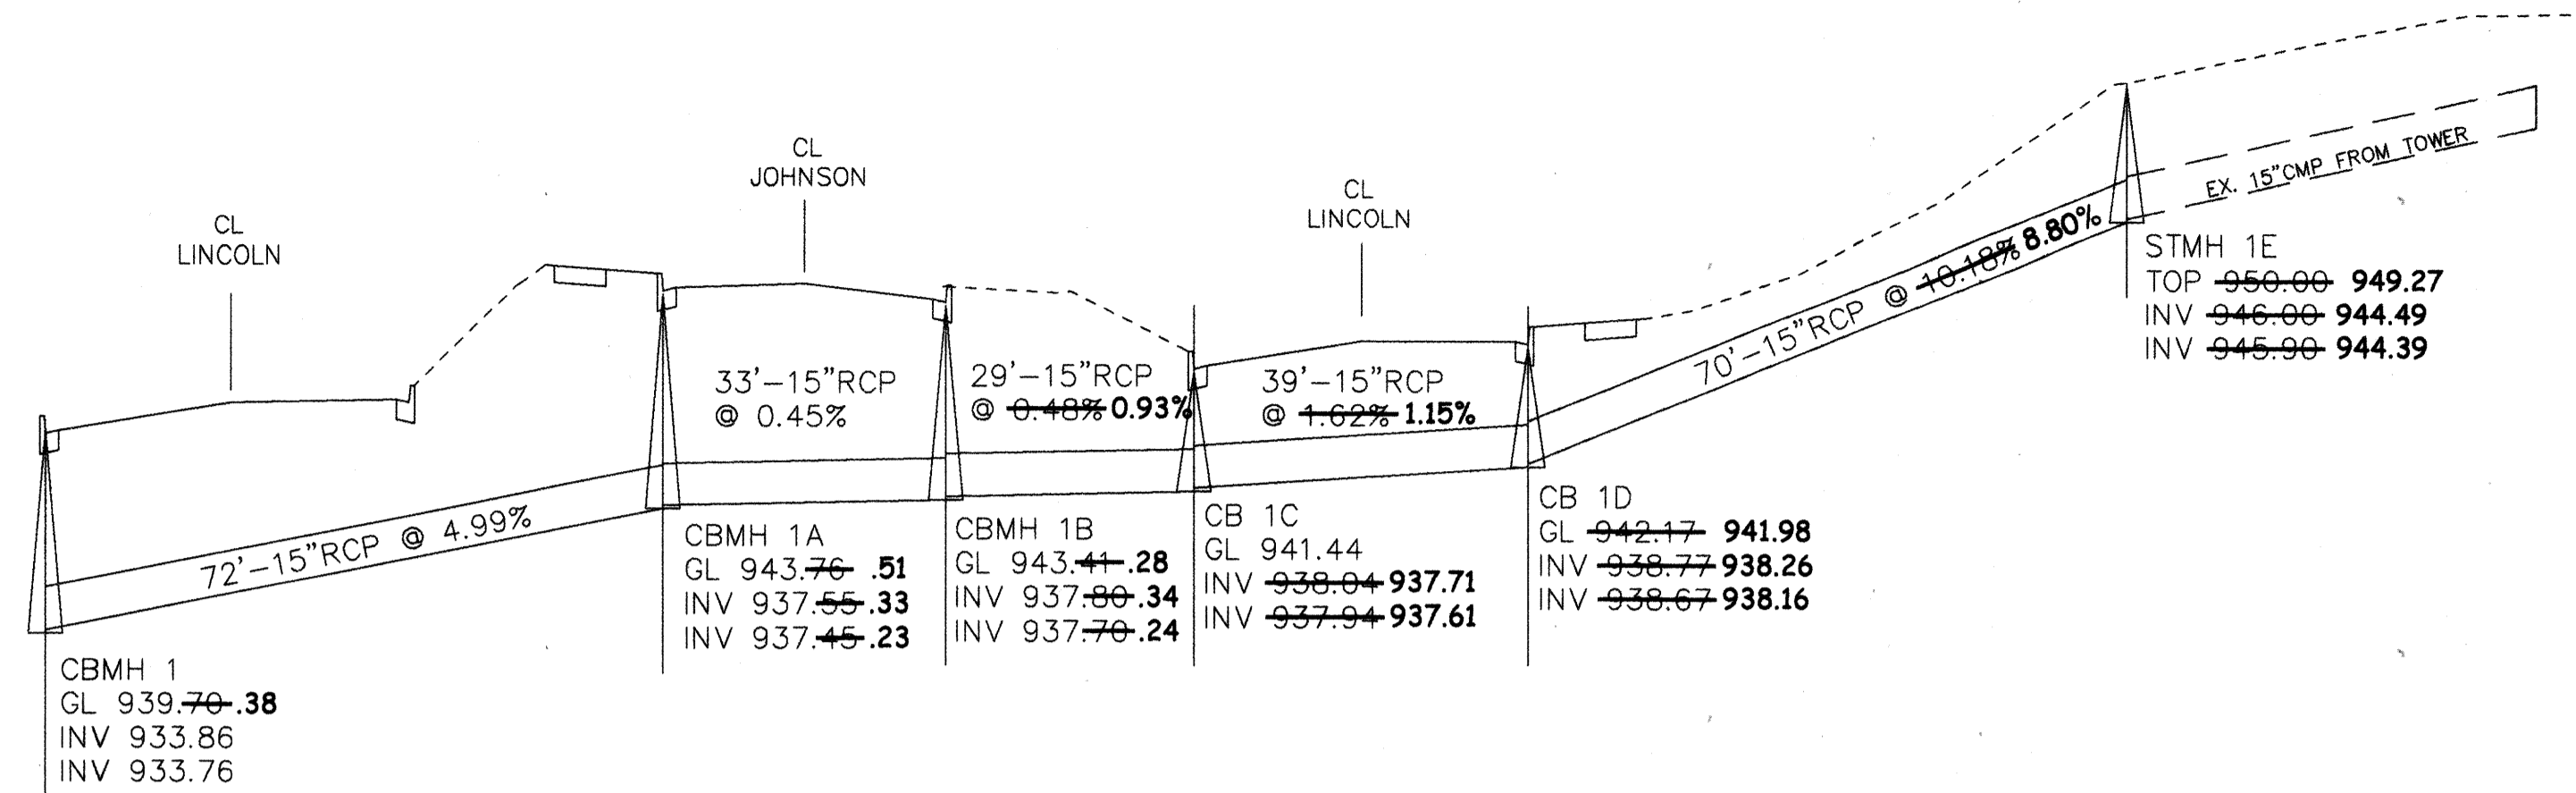 CL
LINCOLN
CL
JOHNSON
CL
LINCOLN
EX. 15"CMP FROM TOWER
72'-15"RCP @ 4.99%
33'-15"RCP
@ 0.45%
29'-15"RCP
@ 0.48% 0.93%
39'-15"RCP
@ 1.62% 1.15%
70'-15"RCP @ 10.18% 8.80%
CBMH 1
GL 939.70 .38
INV 933.86
INV 933.76
CBMH 1A
GL 943.76 .51
INV 937.55 .33
INV 937.45 .23
CBMH 1B
GL 943.41 .28
INV 937.80 .34
INV 937.70 .24
CB 1C
GL 941.44
INV 938.04 937.71
INV 937.94 937.61
CB 1D
GL 942.17 941.98
INV 938.77 938.26
INV 938.67 938.16
STMH 1E
TOP 950.00 949.27
INV 946.00 944.49
INV 945.90 944.39